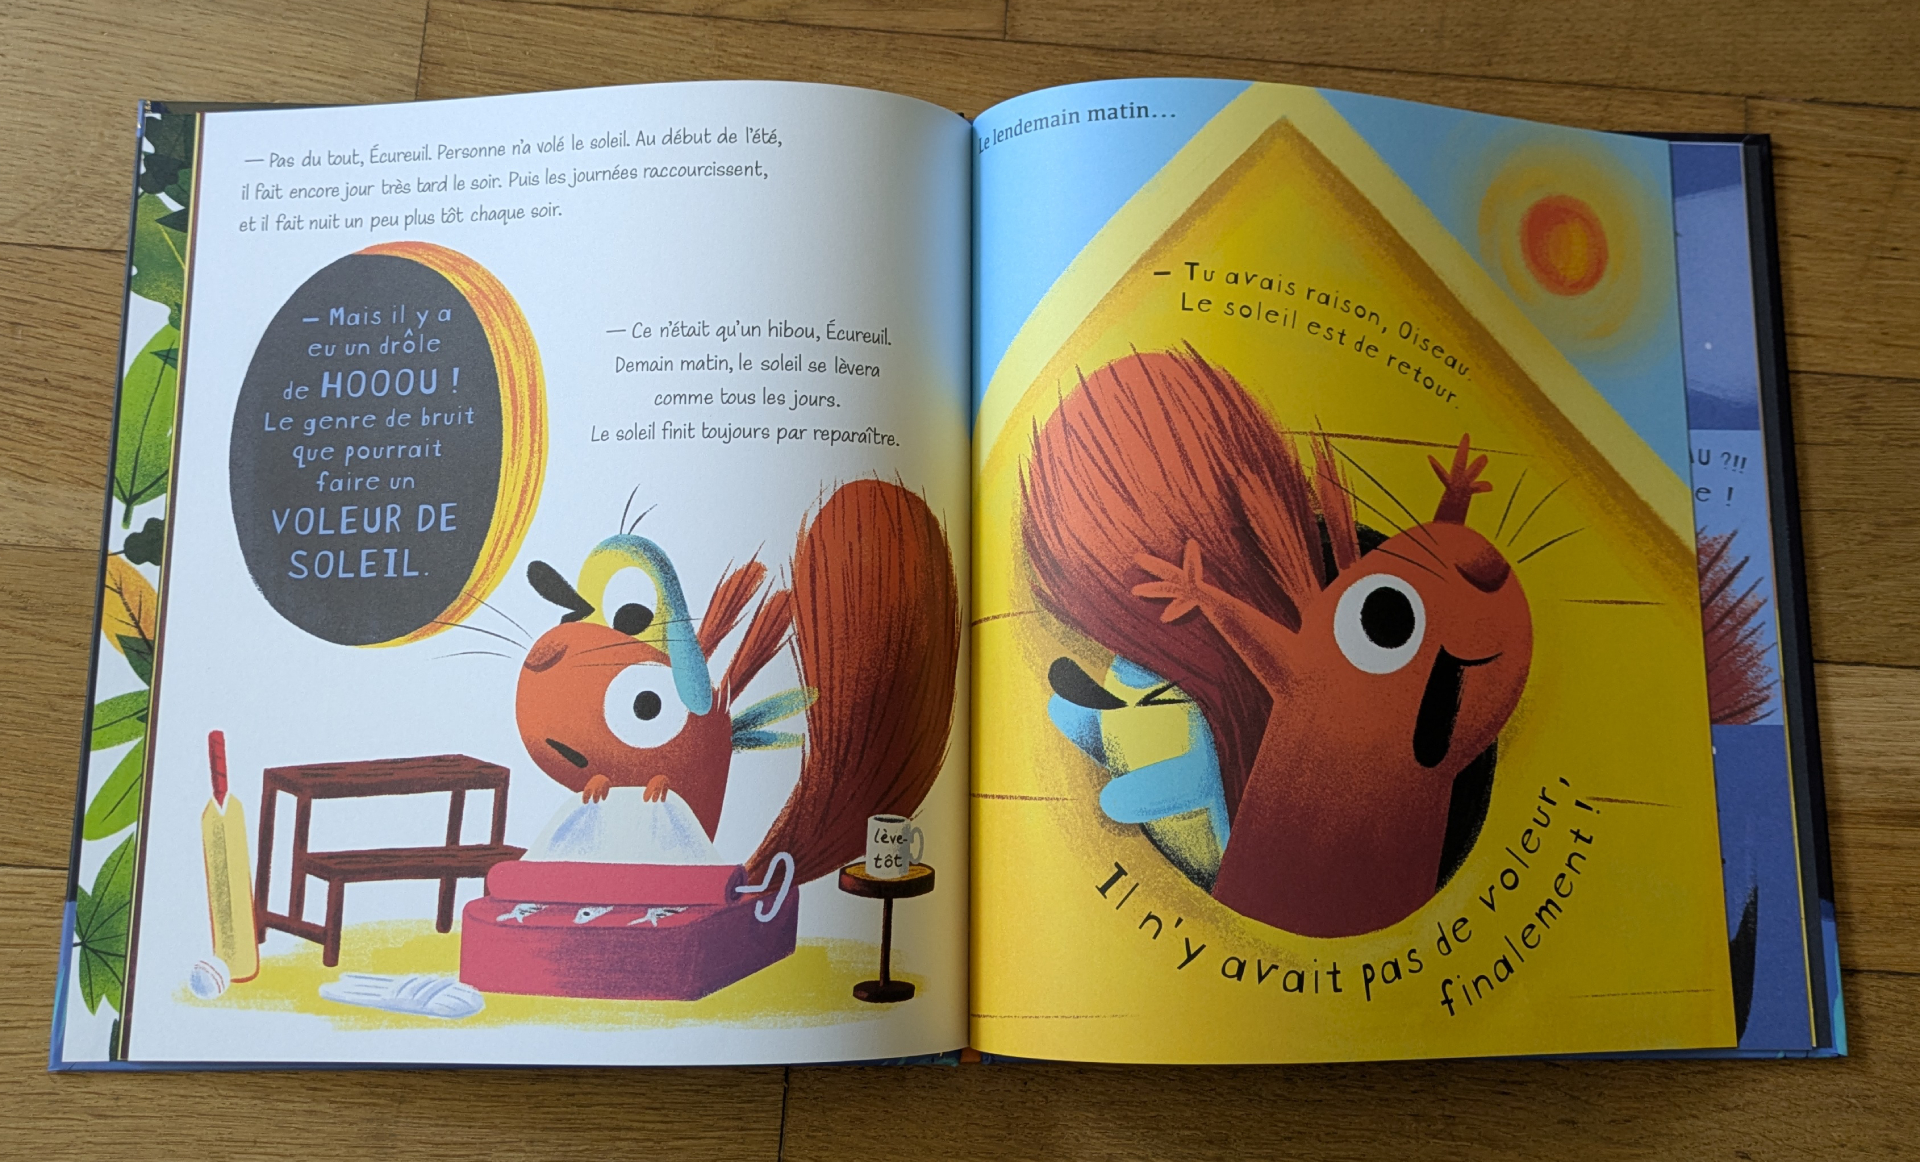 — Pas du tout, Écureuil. Personne n'a volé le soleil. Au début de l'été,
il fait encore jour très tard le soir. Puis les journées raccourcissent,
et il fait nuit un peu plus tôt chaque soir.
— Mais il y a
eu un drôle
de HOOOU !
Le genre de bruit
que pourrait
faire un
VOLEUR DE
SOLEIL.
— Ce n'était qu'un hibou, Écureuil.
Demain matin, le soleil se lèvera
comme tous les jours.
Le soleil finit toujours par reparaître.
lève-
tôt
Le lendemain matin...
— Tu avais raison, Oiseau.
Le soleil est de retour.
Il n'y avait pas de voleur,
finalement !
U ?!!
e !